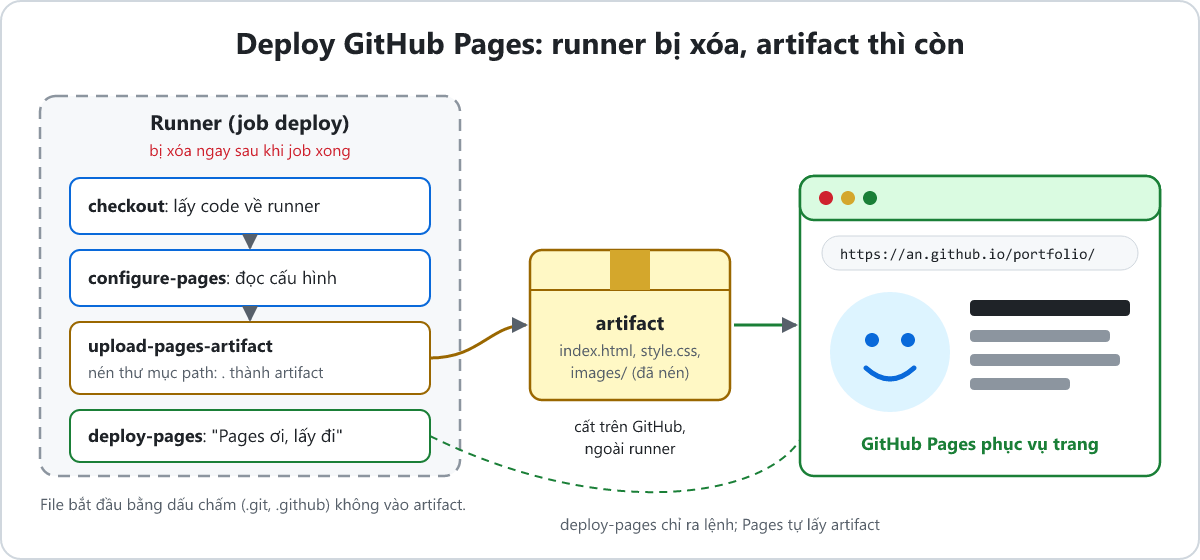 Deploy GitHub Pages: runner bị xóa, artifact thì còn
Runner (job deploy)
bị xóa ngay sau khi job xong
checkout: lấy code về runner
configure-pages: đọc cấu hình
upload-pages-artifact
nén thư mục path: . thành artifact
deploy-pages: "Pages ơi, lấy đi"
File bắt đầu bằng dấu chấm (.git, .github) không vào artifact.
artifact
index.html, style.css,
images/ (đã nén)
cất trên GitHub,
ngoài runner
https://an.github.io/portfolio/
GitHub Pages phục vụ trang
deploy-pages chỉ ra lệnh; Pages tự lấy artifact